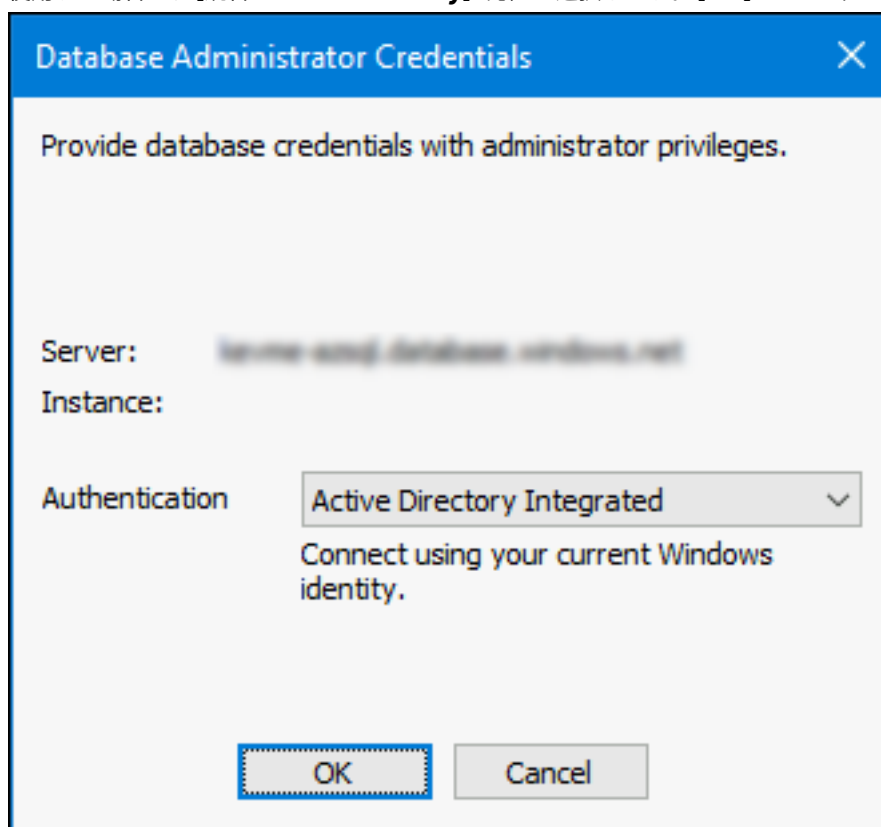 Database Administrator Credentials
Provide database credentials with administrator privileges.
Server:
Instance:
Authentication
Active Directory Integrated
Connect using your current Windows
identity.
OK
Cancel